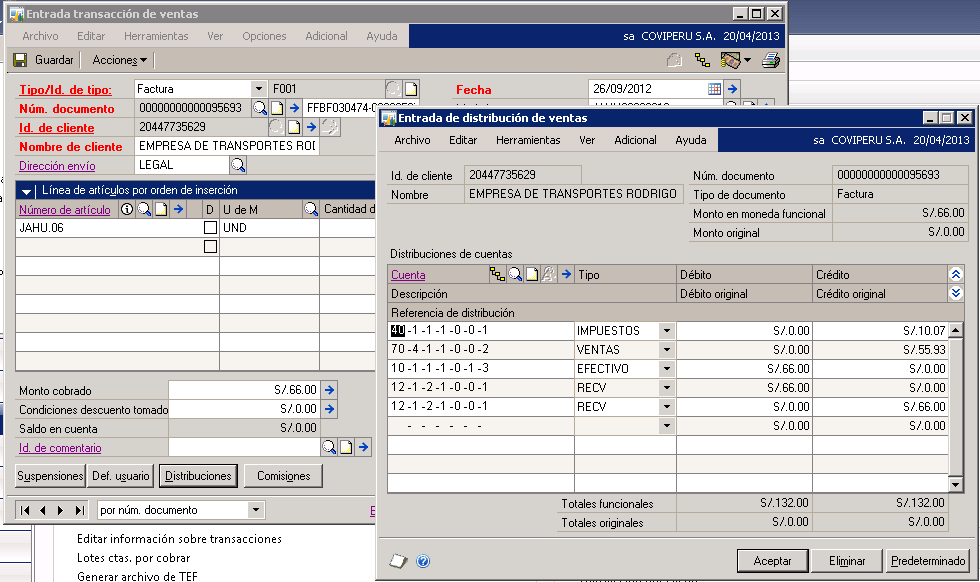 Entrada transacción de ventas
Archivo Editar Herramientas Ver Opciones Adicional Ayuda sa COVIPERU S.A. 20/04/2013
Guardar Acciones
Tipo/Id. de tipo: Factura F001 Fecha 26/09/2012
Núm. documento 00000000000095693
Id. de cliente 20447735629
Nombre de cliente EMPRESA DE TRANSPORTES
Dirección envío LEGAL
Línea de artículos por orden de inserción
Número de artículo D U de M Cantidad d
JAHU.06 UND
Monto cobrado S/.66.00
Condiciones descuento tomado S/.0.00
Saldo en cuenta S/.0.00
Id. de comentario
Suspensiones Def. usuario Distribuciones Comisiones
por núm. documento
Editar información sobre transacciones
Lotes ctas. por cobrar
Generar archivo de TEF
Entrada de distribución de ventas
Archivo Editar Herramientas Ver Adicional Ayuda sa COVIPERU S.A. 20/04/2013
Id. de cliente 20447735629 Núm. documento 00000000000095693
Nombre EMPRESA DE TRANSPORTES RODRIGO Tipo de documento Factura
Monto en moneda funcional S/.66.00
Monto original S/.0.00
Distribuciones de cuentas
Cuenta Tipo Débito Crédito
Descripción Débito original Crédito original
Referencia de distribución
40 -1 -1 -1 -0 -0 -1 IMPUESTOS S/.0.00 S/.10.07
70 -4 -1 -1 -0 -0 -2 VENTAS S/.0.00 S/.55.93
10 -1 -1 -1 -0 -1 -3 EFECTIVO S/.66.00 S/.0.00
12 -1 -2 -1 -0 -0 -1 RECV S/.66.00 S/.0.00
12 -1 -2 -1 -0 -0 -1 RECV S/.0.00 S/.66.00
- - - - - - S/.0.00 S/.0.00
Totales funcionales S/.132.00 S/.132.00
Totales originales S/.0.00 S/.0.00
Aceptar Eliminar Predeterminado